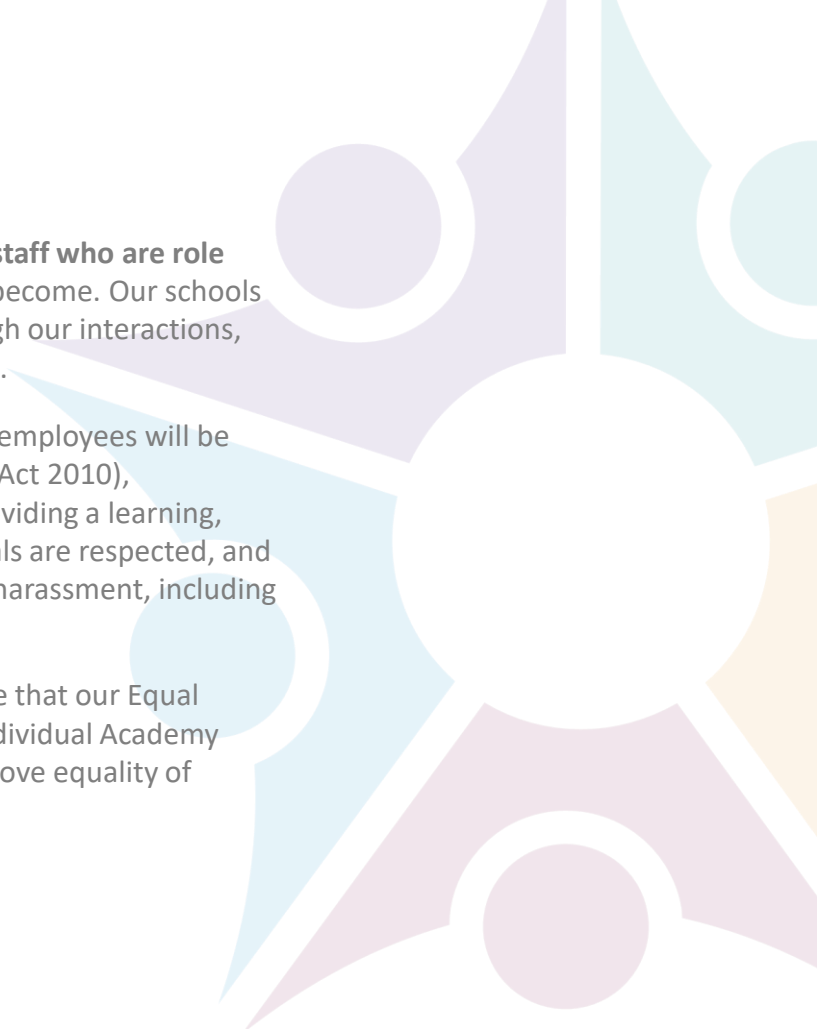 staff who are role
become. Our schools
gh our interactions,
.
employees will be
Act 2010),
viding a learning,
ls are respected, and
harassment, including
e that our Equal
dividual Academy
ove equality of